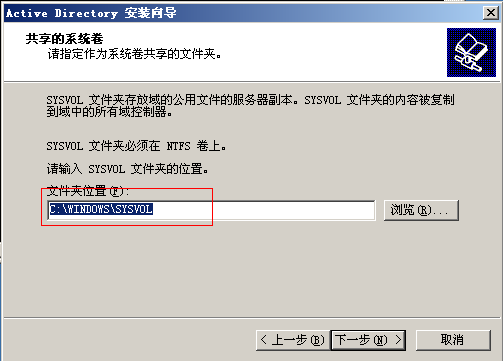 Active Directory 安装向导
共享的系统卷
请指定作为系统卷共享的文件夹。
SYSVOL 文件夹存放域的公用文件的服务器副本。SYSVOL 文件夹的内容被复制
到域中的所有域控制器。
SYSVOL 文件夹必须在 NTFS 卷上。
请输入 SYSVOL 文件夹的位置。
文件夹位置(F):
C:\WINDOWS\SYSVOL
浏览(R)...
< 上一步(B) 下一步(N) > 取消